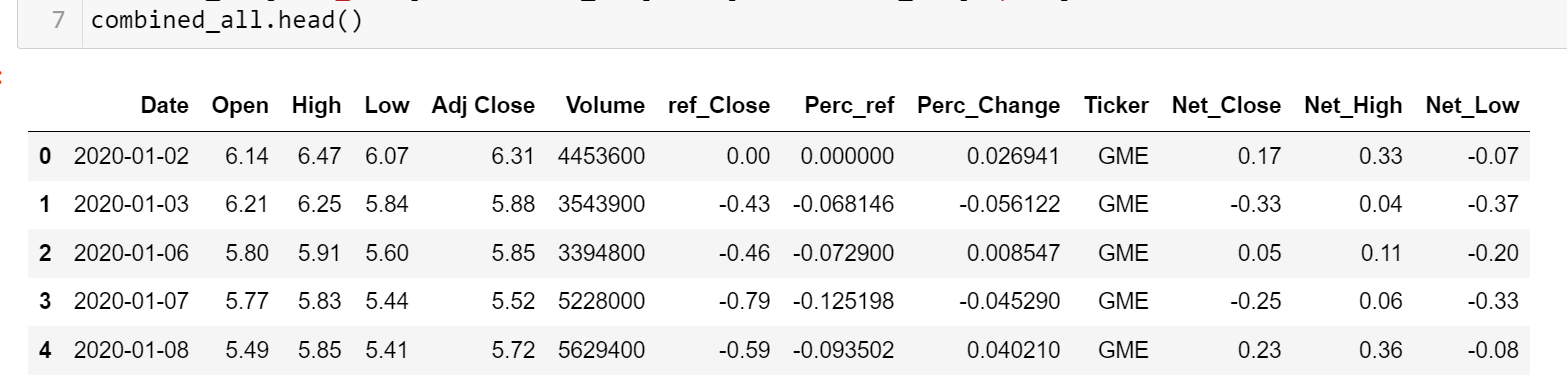 7 combined_all.head()
Date Open High Low Adj Close Volume ref_Close Perc_ref Perc_Change Ticker Net_Close Net_High Net_Low
0 2020-01-02 6.14 6.47 6.07 6.31 4453600 0.00 0.000000 0.026941 GME 0.17 0.33 -0.07
1 2020-01-03 6.21 6.25 5.84 5.88 3543900 -0.43 -0.068146 -0.056122 GME -0.33 0.04 -0.37
2 2020-01-06 5.80 5.91 5.60 5.85 3394800 -0.46 -0.072900 0.008547 GME 0.05 0.11 -0.20
3 2020-01-07 5.77 5.83 5.44 5.52 5228000 -0.79 -0.125198 -0.045290 GME -0.25 0.06 -0.33
4 2020-01-08 5.49 5.85 5.41 5.72 5629400 -0.59 -0.093502 0.040210 GME 0.23 0.36 -0.08